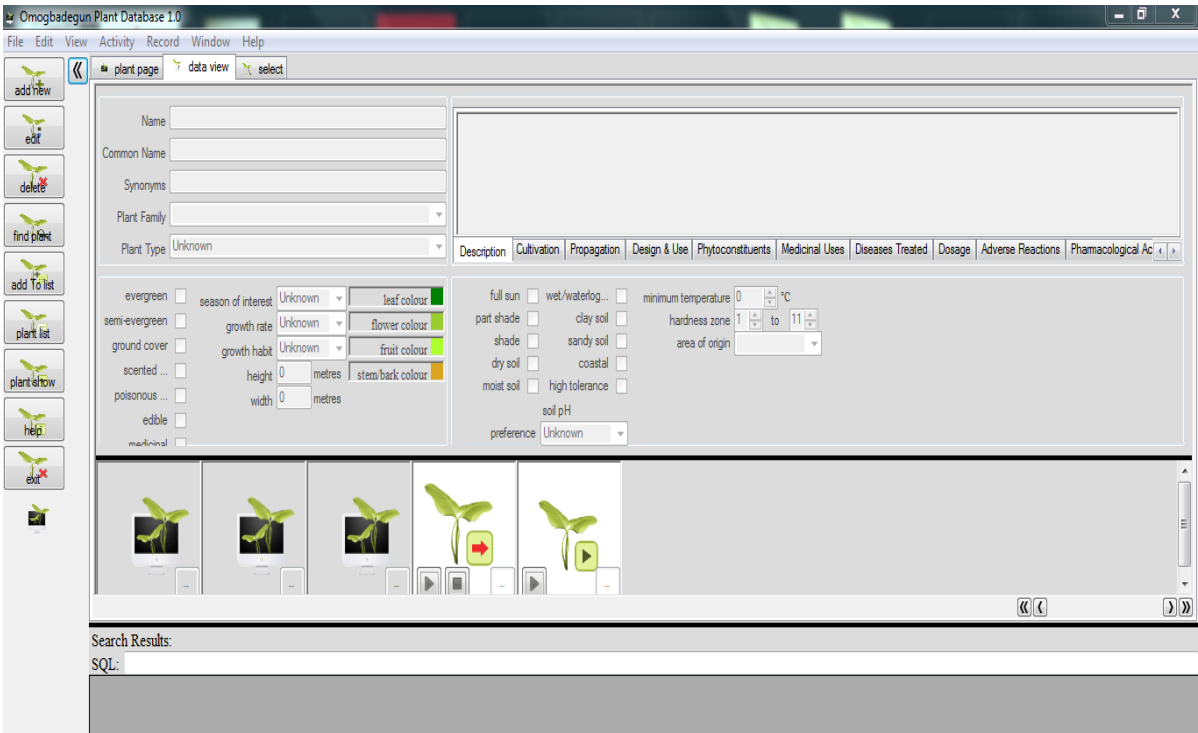 Omogbadegun Plant Database 1.0
File Edit View Activity Record Window Help
add new
edit
delete
find plant
add To list
plant list
plant show
help
exit
plant page data view select
Name
Common Name
Synonyms
Plant Family
Plant Type Unknown
Description Cultivation Propagation Design & Use Phytoconstituents Medicinal Uses Diseases Treated Dosage Adverse Reactions Pharmacological Ac
evergreen
semi-evergreen
ground cover
scented ...
poisonous ...
edible
medicinal
season of interest Unknown
growth rate Unknown
growth habit Unknown
height 0 metres
width 0 metres
leaf colour
flower colour
fruit colour
stem/bark colour
full sun
part shade
shade
dry soil
moist soil
wet/waterlog...
clay soil
sandy soil
coastal
high tolerance
soil pH
preference Unknown
minimum temperature 0 °C
hardness zone 1 to 11
area of origin
... ... ... ... ...
Search Results:
SQL: